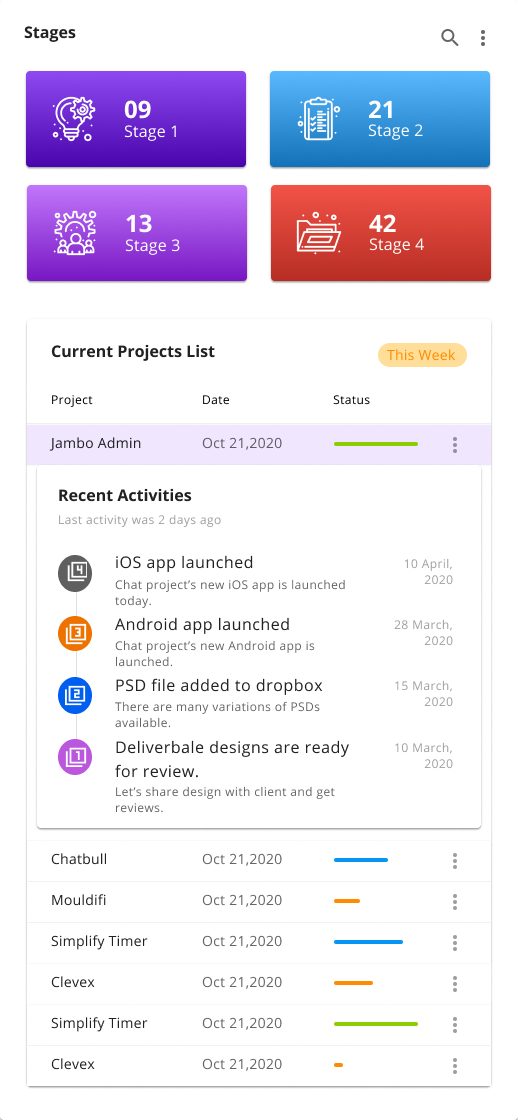 Stages
09
Stage 1
21
Stage 2
13
Stage 3
42
Stage 4
Current Projects List
This Week
Project Date Status
Jambo Admin Oct 21,2020
Recent Activities
Last activity was 2 days ago
4
iOS app launched
10 April,
2020
Chat project’s new iOS app is launched
today.
3
Android app launched
28 March,
2020
Chat project’s new Android app is
launched.
2
PSD file added to dropbox
15 March,
2020
There are many variations of PSDs
available.
1
Deliverbale designs are ready
for review.
10 March,
2020
Let’s share design with client and get
reviews.
Chatbull Oct 21,2020
Mouldifi Oct 21,2020
Simplify Timer Oct 21,2020
Clevex Oct 21,2020
Simplify Timer Oct 21,2020
Clevex Oct 21,2020